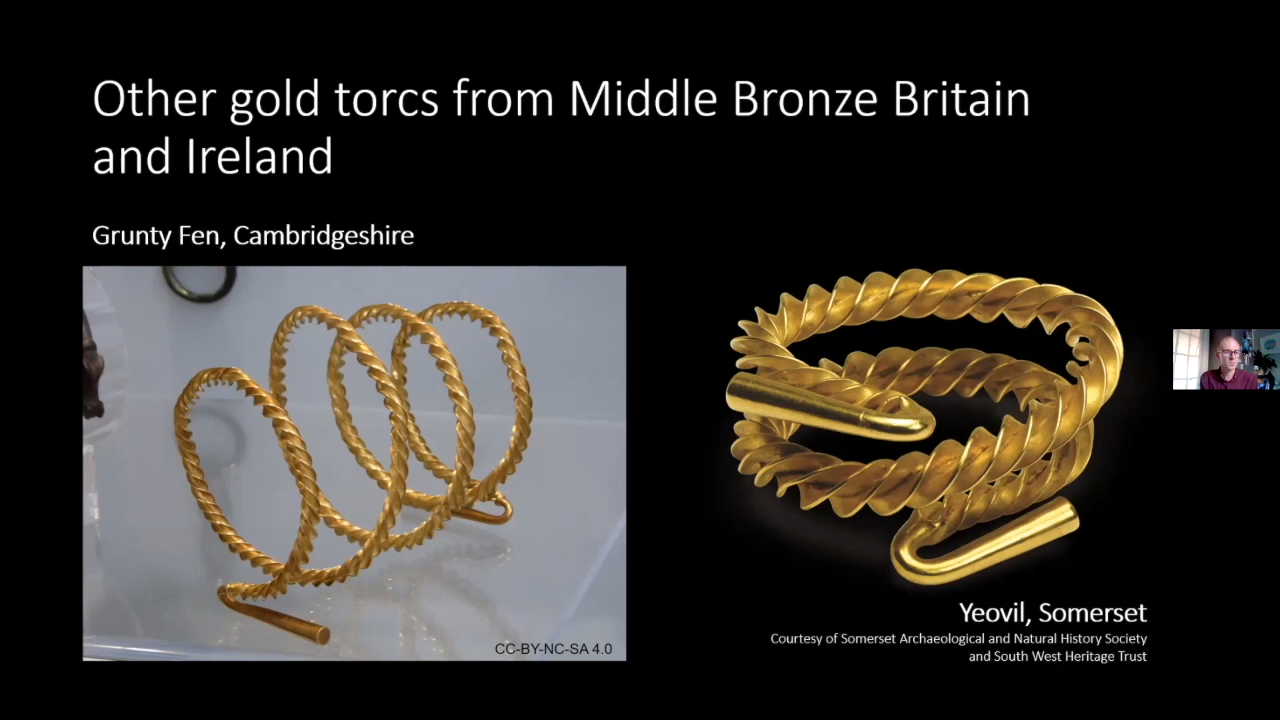 Other gold torcs from Middle Bronze Britain
and Ireland
Grunty Fen, Cambridgeshire
CC-BY-NC-SA 4.0
Yeovil, Somerset
Courtesy of Somerset Archaeological and Natural History Society
and South West Heritage Trust